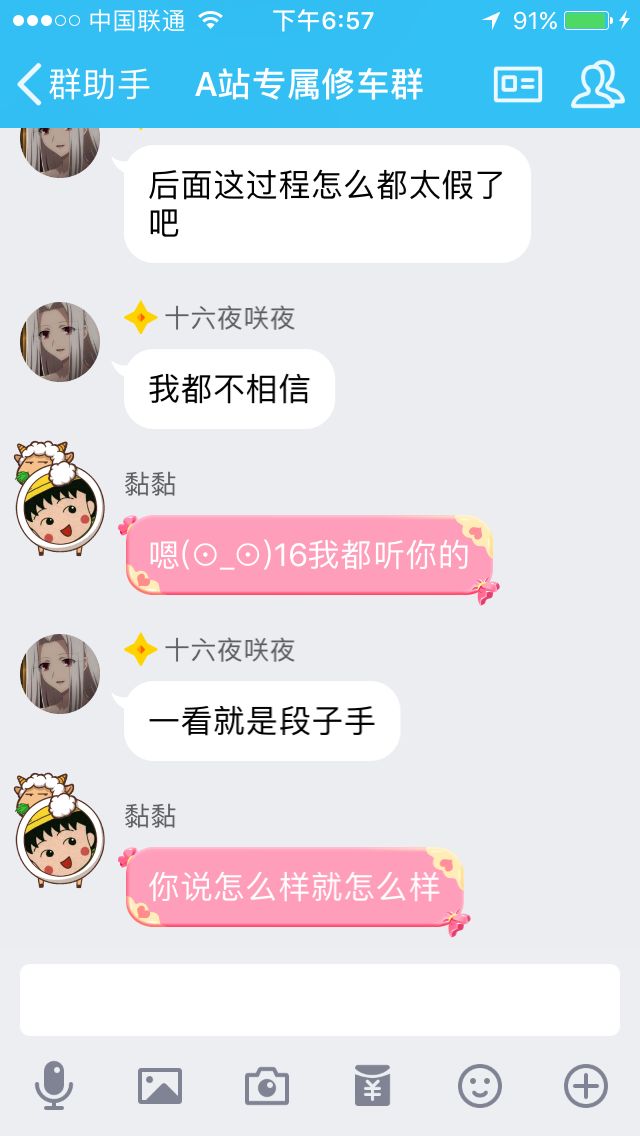 中国联通 下午6:57 91%
群助手 A站专属修车群
后面这过程怎么都太假了
吧
十六夜咲夜
我都不相信
黏黏
嗯(⊙_⊙)16我都听你的
十六夜咲夜
一看就是段子手
黏黏
你说怎么样就怎么样
¥